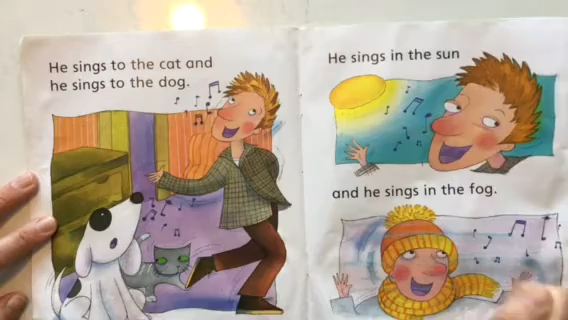 He sings to the cat and
he sings to the dog.
He sings in the sun
and he sings in the fog.